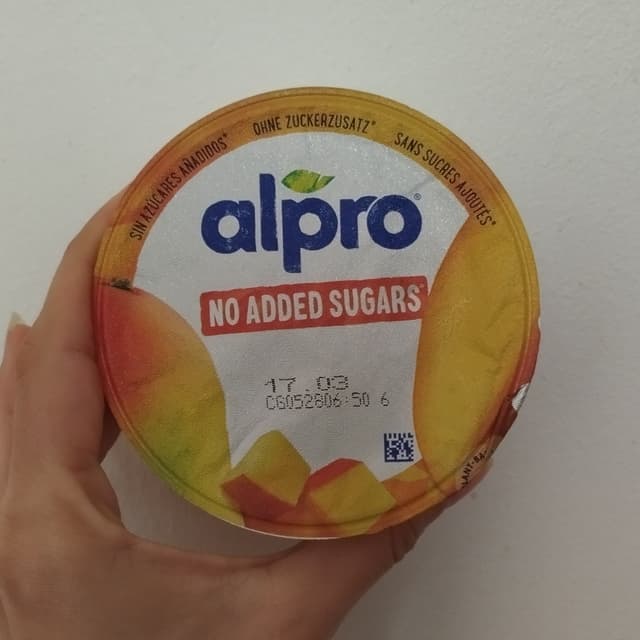 SIN AZÚCARES AÑADIDOS* OHNE ZUCKERZUSATZ* SANS SUCRES AJOUTÉS*
alpro®
NO ADDED SUGARS*
17.03
CG052806:50 6